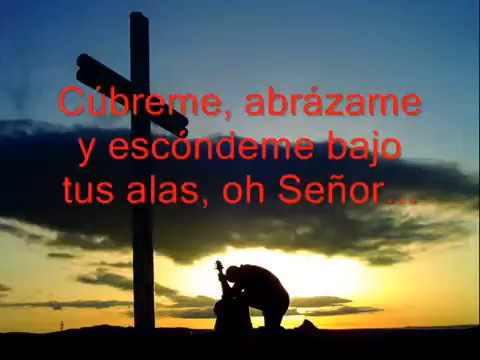 Cúbreme, abrázame
y escóndeme bajo
tus alas, oh Señor...